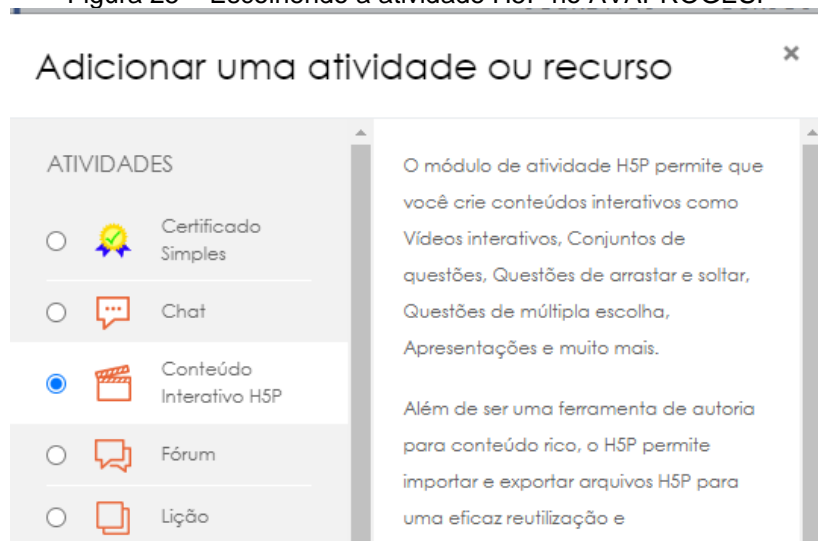 Adicionar uma atividade ou recurso
×
ATIVIDADES
Certificado
Simples
Chat
Conteúdo
Interativo H5P
Fórum
Lição
O módulo de atividade H5P permite que
você crie conteúdos interativos como
Vídeos interativos, Conjuntos de
questões, Questões de arrastar e soltar,
Questões de múltipla escolha,
Apresentações e muito mais.
Além de ser uma ferramenta de autoria
para conteúdo rico, o H5P permite
importar e exportar arquivos H5P para
uma eficaz reutilização e